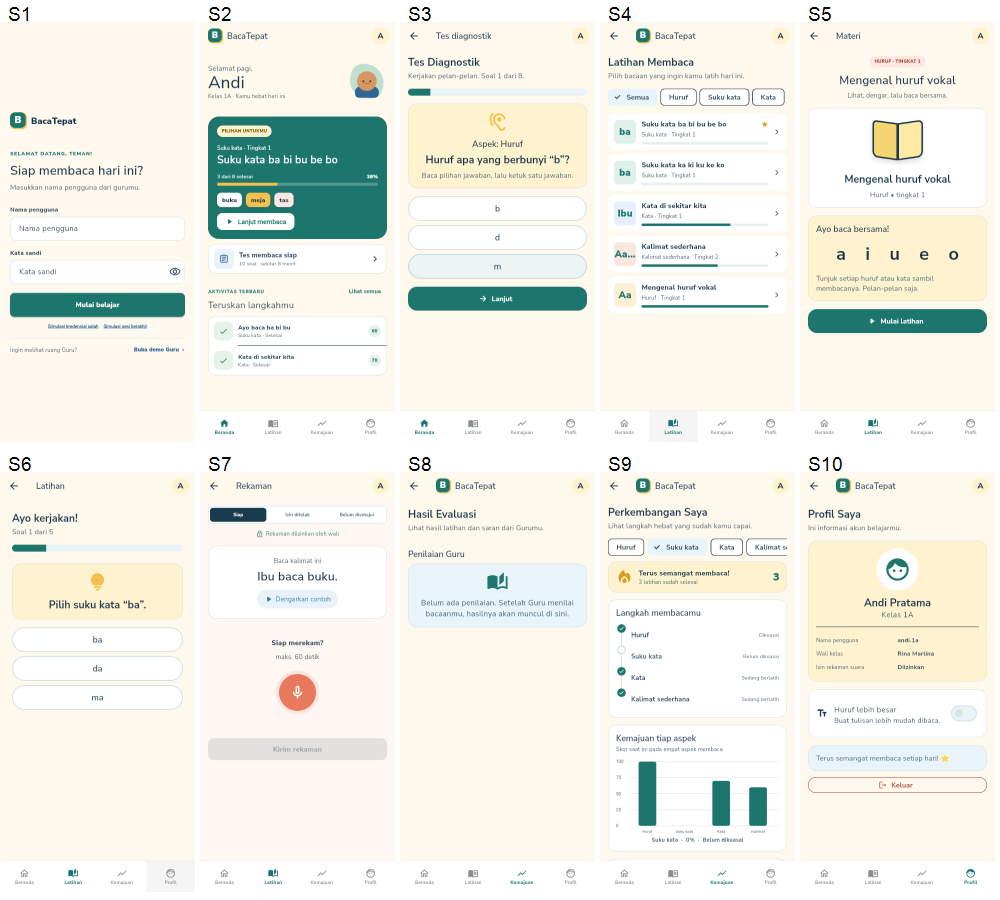 S1
B BacaTepat
SELAMAT DATANG, TEMAN!
Siap membaca hari ini?
Masukkan nama pengguna dari gurumu.
Nama pengguna
Nama pengguna
Kata sandi
Kata sandi
Mulai belajar
Simulasi kredensial salah Simulasi sesi berakhir
Ingin melihat ruang Guru? Buka demo Guru ›
S2
B BacaTepat A
Selamat pagi,
Andi
Kelas 1A · Kamu hebat hari ini
PILIHAN UNTUKMU
Suku kata · Tingkat 1
Suku kata ba bi bu be bo
3 dari 8 selesai 38%
buku meja tas
Lanjut membaca
Tes membaca siap
10 soal · sekitar 8 menit
AKTIVITAS TERBARU Lihat semua
Teruskan langkahmu
Ayo baca ba bi bu 80
Suku kata · Selesai
Kata di sekitar kita 70
Kata · Selesai
Beranda Latihan Kemajuan Profil
S3
Tes diagnostik A
Tes Diagnostik
Kerjakan pelan-pelan. Soal 1 dari 8.
Aspek: Huruf
Huruf apa yang berbunyi “b”?
Baca pilihan jawaban, lalu ketuk satu jawaban.
b
d
m
Lanjut
Beranda Latihan Kemajuan Profil
S4
B BacaTepat A
Latihan Membaca
Pilih bacaan yang ingin kamu latih hari ini.
Semua Huruf Suku kata Kata
ba Suku kata ba bi bu be bo
Suku kata · Tingkat 1
ba Suku kata ka ki ku ke ko
Suku kata · Tingkat 1
Ibu Kata di sekitar kita
Kata · Tingkat 1
Aa... Kalimat sederhana
Kalimat sederhana · Tingkat 2
Aa Mengenal huruf vokal
Huruf · Tingkat 1
Beranda Latihan Kemajuan Profil
S5
Materi A
HURUF · TINGKAT 1
Mengenal huruf vokal
Lihat, dengar, lalu baca bersama.
Mengenal huruf vokal
Huruf • tingkat 1
Ayo baca bersama!
a i u e o
Tunjuk setiap huruf atau kata sambil
membacanya. Pelan-pelan saja.
Mulai latihan
Beranda Latihan Kemajuan Profil
S6
Latihan A
Ayo kerjakan!
Soal 1 dari 5
Pilih suku kata “ba”.
ba
da
ma
Beranda Latihan Kemajuan Profil
S7
Rekaman A
Siap Izin ditolak Belum disetujui
Rekaman diizinkan oleh wali
Baca kalimat ini
Ibu baca buku.
Dengarkan contoh
Siap merekam?
maks. 60 detik
Kirim rekaman
Beranda Latihan Kemajuan Profil
S8
B BacaTepat A
Hasil Evaluasi
Lihat hasil latihan dan saran dari Gurumu.
Penilaian Guru
Belum ada penilaian. Setelah Guru menilai
bacaanmu, hasilnya akan muncul di sini.
Beranda Latihan Kemajuan Profil
S9
B BacaTepat A
Perkembangan Saya
Lihat langkah hebat yang sudah kamu capai.
Huruf Suku kata Kata Kalimat s
Terus semangat membaca! 3
3 latihan sudah selesai
Langkah membacamu
Huruf Dikuasai
Suku kata Belum dikuasai
Kata Sedang berlatih
Kalimat sederhana Sedang berlatih
Kemajuan tiap aspek
Skor saat ini pada empat aspek membaca
100
75
50
25
0
Huruf Suku kata Kata Kalimat
Suku kata · 0% · Belum dikuasai
Beranda Latihan Kemajuan Profil
S10
B BacaTepat A
Profil Saya
Ini informasi akun belajarmu.
Andi Pratama
Kelas 1A
Nama pengguna andi.1a
Wali kelas Rina Marlina
Izin rekaman suara Diizinkan
Huruf lebih besar
Buat tulisan lebih mudah dibaca.
Terus semangat membaca setiap hari! ⭐
Keluar
Beranda Latihan Kemajuan Profil